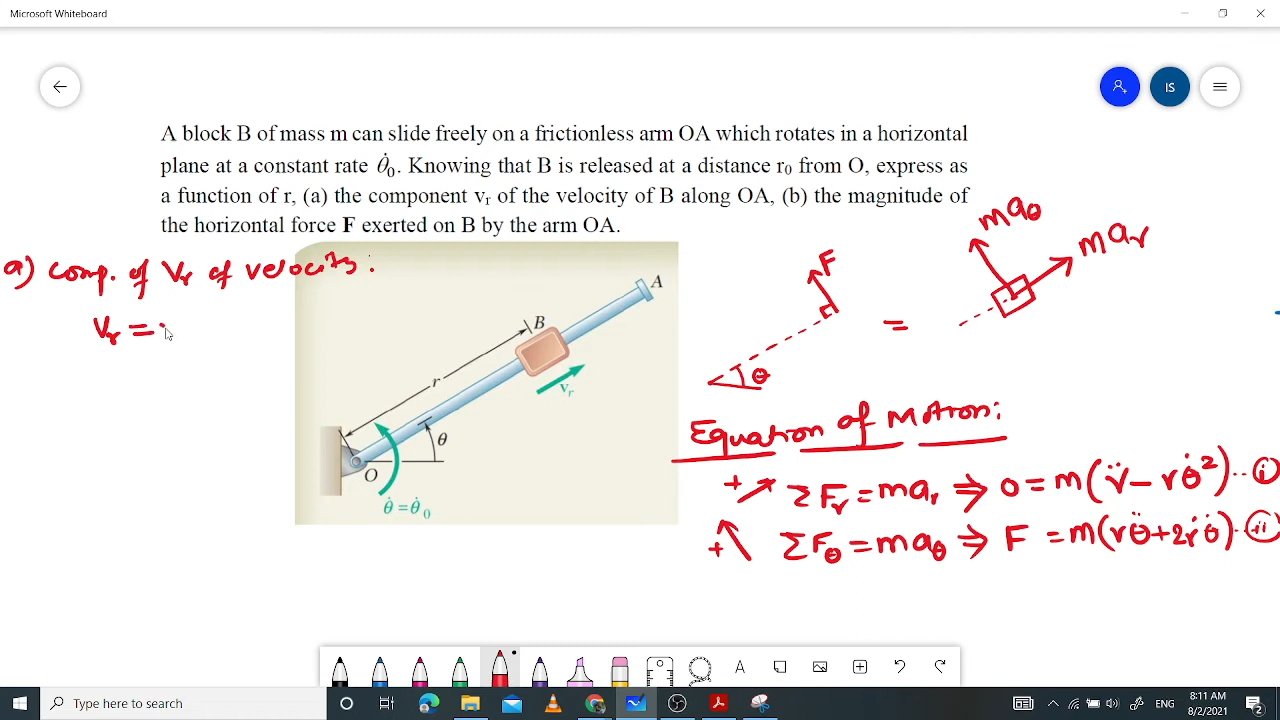 Microsoft Whiteboard
IS
A block B of mass m can slide freely on a frictionless arm OA which rotates in a horizontal
plane at a constant rate θ̇₀. Knowing that B is released at a distance r₀ from O, express as
a function of r, (a) the component vᵣ of the velocity of B along OA, (b) the magnitude of
the horizontal force F exerted on B by the arm OA.
a) Comp. of Vr of velocity:
Vr =
A
B
r
vᵣ
θ
O
θ̇ = θ̇₀
F
θ
=
maθ
mar
Equation of Motion:
+ ΣFr = mar ⇒ 0 = m(r̈ − rθ̇²) ..(i)
+ ΣFθ = maθ ⇒ F = m(rθ̈ + 2ṙθ̇) ..(ii)
A
Type here to search
ENG
8:11 AM
8/2/2021
2